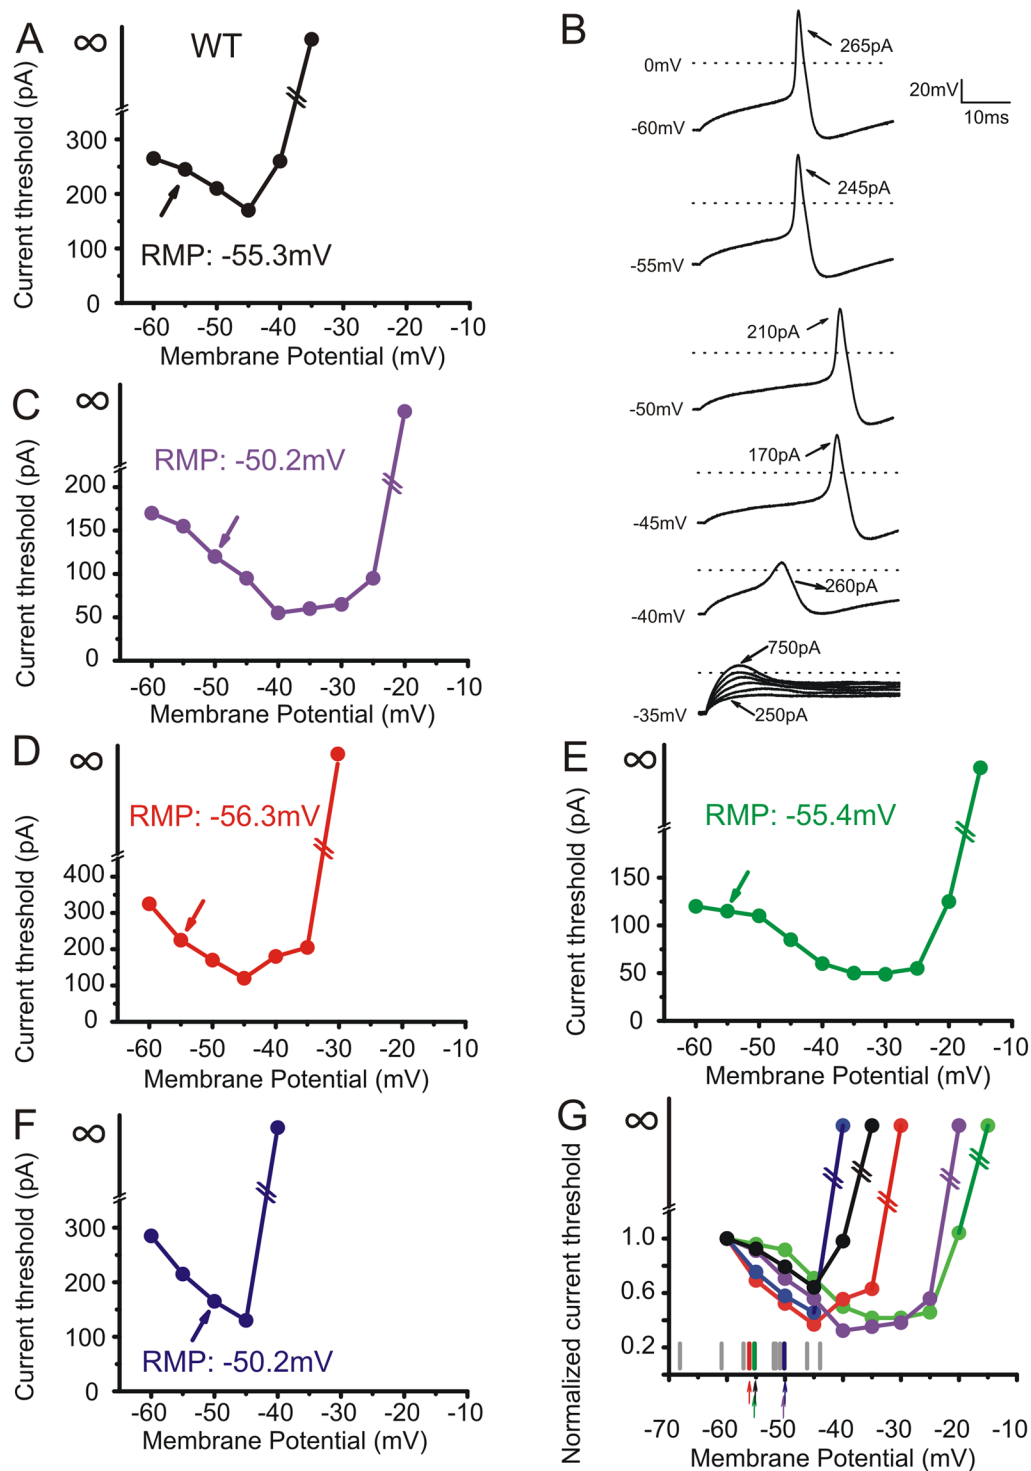 A
WT
∞
Current threshold (pA)
300
200
100
0
RMP: -55.3mV
-60 -50 -40 -30 -20 -10
Membrane Potential (mV)
B
265pA
0mV
-60mV
20mV
10ms
245pA
-55mV
210pA
-50mV
170pA
-45mV
260pA
-40mV
750pA
250pA
-35mV
C
∞
Current threshold (pA)
RMP: -50.2mV
200
150
100
50
0
-60 -50 -40 -30 -20 -10
Membrane Potential (mV)
D
∞
Current threshold (pA)
RMP: -56.3mV
400
300
200
100
0
-60 -50 -40 -30 -20 -10
Membrane Potential (mV)
E
∞
Current threshold (pA)
RMP: -55.4mV
150
100
50
0
-60 -50 -40 -30 -20 -10
Membrane Potential (mV)
F
∞
Current threshold (pA)
300
200
100
0
RMP: -50.2mV
-60 -50 -40 -30 -20 -10
Membrane Potential (mV)
G
∞
Normalized current threshold
1.0
0.6
0.2
-70 -60 -50 -40 -30 -20 -10
Membrane Potential (mV)